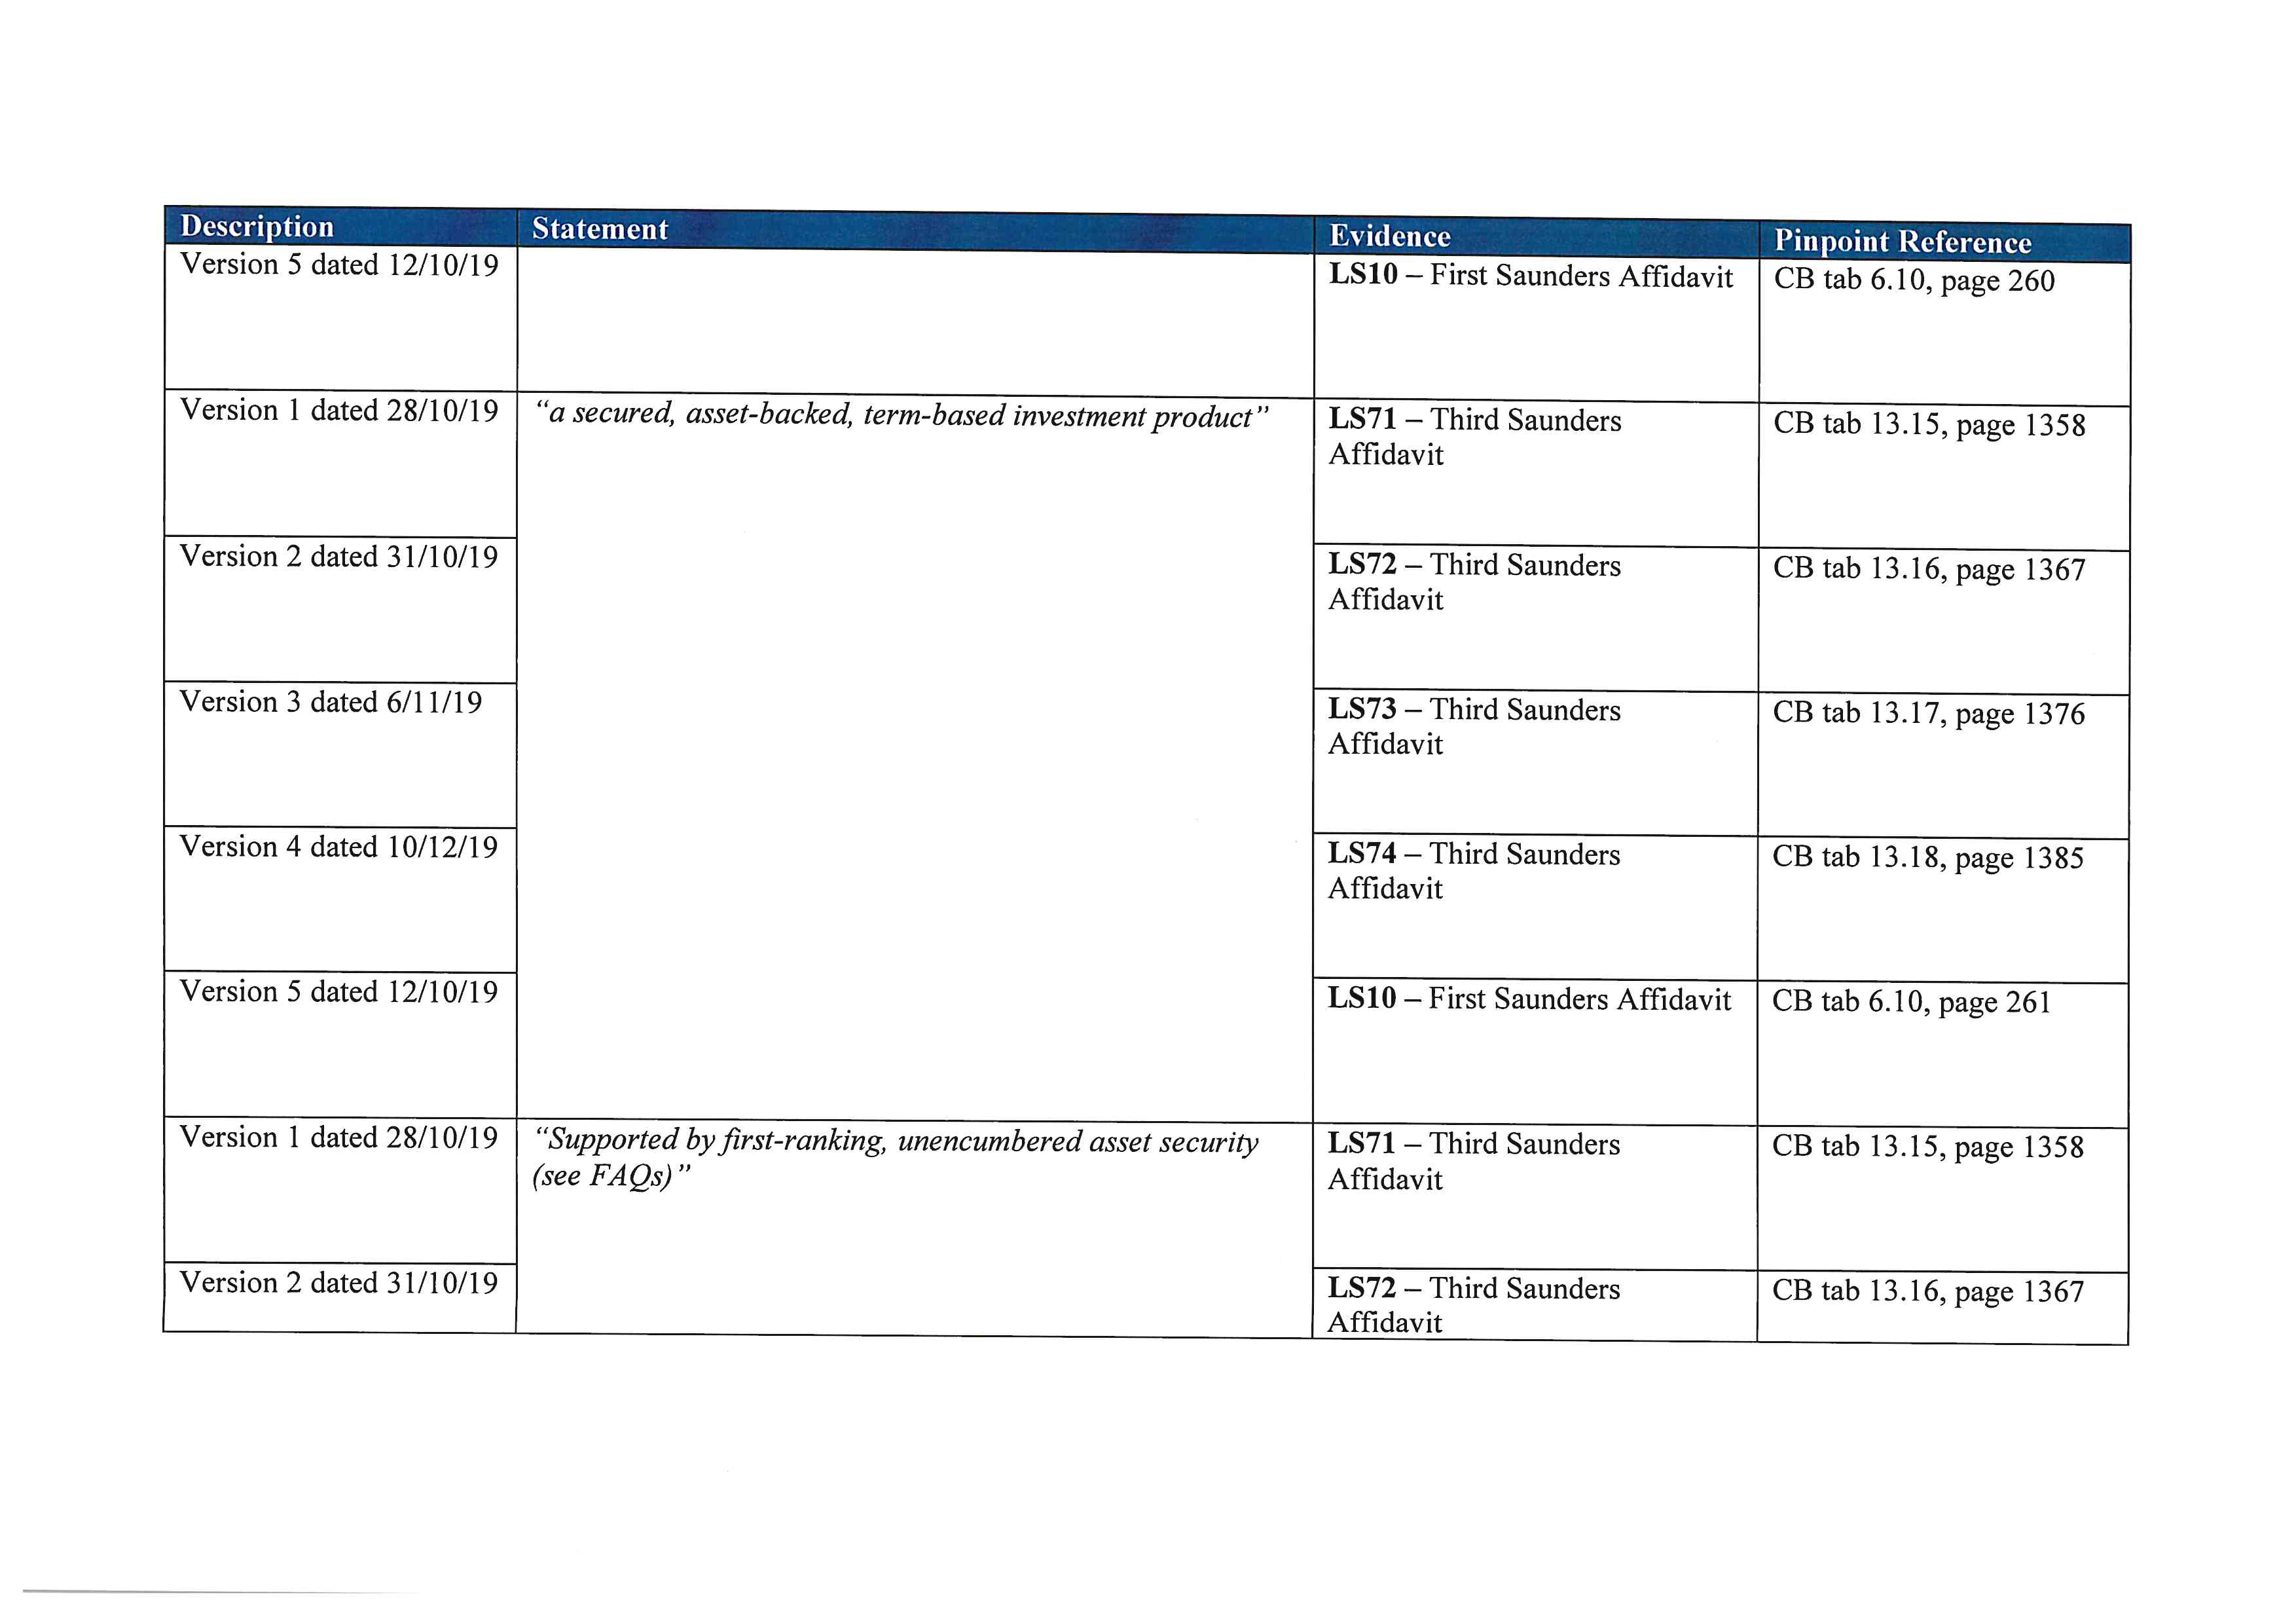 Description Statement Evidence Pinpoint Reference
Version 5 dated 12/10/19 LS10 – First Saunders Affidavit CB tab 6.10, page 260
Version 1 dated 28/10/19 “a secured, asset-backed, term-based investment product” LS71 – Third Saunders CB tab 13.15, page 1358
Affidavit
Version 2 dated 31/10/19 LS72 – Third Saunders CB tab 13.16, page 1367
Affidavit
Version 3 dated 6/11/19 LS73 – Third Saunders CB tab 13.17, page 1376
Affidavit
Version 4 dated 10/12/19 LS74 – Third Saunders CB tab 13.18, page 1385
Affidavit
Version 5 dated 12/10/19 LS10 – First Saunders Affidavit CB tab 6.10, page 261
Version 1 dated 28/10/19 “Supported by first-ranking, unencumbered asset security LS71 – Third Saunders CB tab 13.15, page 1358
(see FAQs)” Affidavit
Version 2 dated 31/10/19 LS72 – Third Saunders CB tab 13.16, page 1367
Affidavit